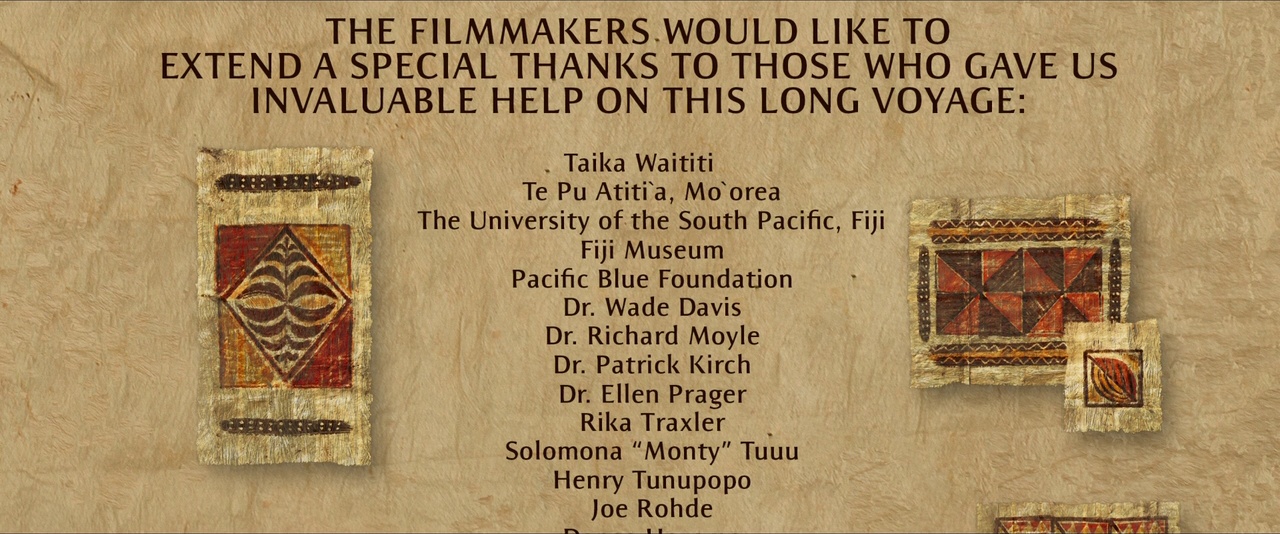 THE FILMMAKERS WOULD LIKE TO
EXTEND A SPECIAL THANKS TO THOSE WHO GAVE US
INVALUABLE HELP ON THIS LONG VOYAGE:
Taika Waititi
Te Pu Atiti`a, Mo`orea
The University of the South Pacific, Fiji
Fiji Museum
Pacific Blue Foundation
Dr. Wade Davis
Dr. Richard Moyle
Dr. Patrick Kirch
Dr. Ellen Prager
Rika Traxler
Solomona “Monty” Tuuu
Henry Tunupopo
Joe Rohde